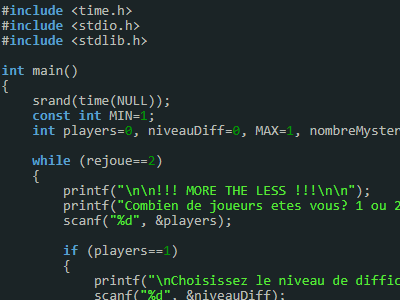 #include <time.h>
#include <stdio.h>
#include <stdlib.h>
int main()
{
srand(time(NULL));
const int MIN=1;
int players=0, niveauDiff=0, MAX=1, nombreMyster
while (rejoue==2)
{
printf("\n\n!!! MORE THE LESS !!!\n\n");
printf("Combien de joueurs etes vous? 1 ou 2
scanf("%d", &players);
if (players==1)
{
printf("\nChoisissez le niveau de diffic
scanf("%d", &niveauDiff);